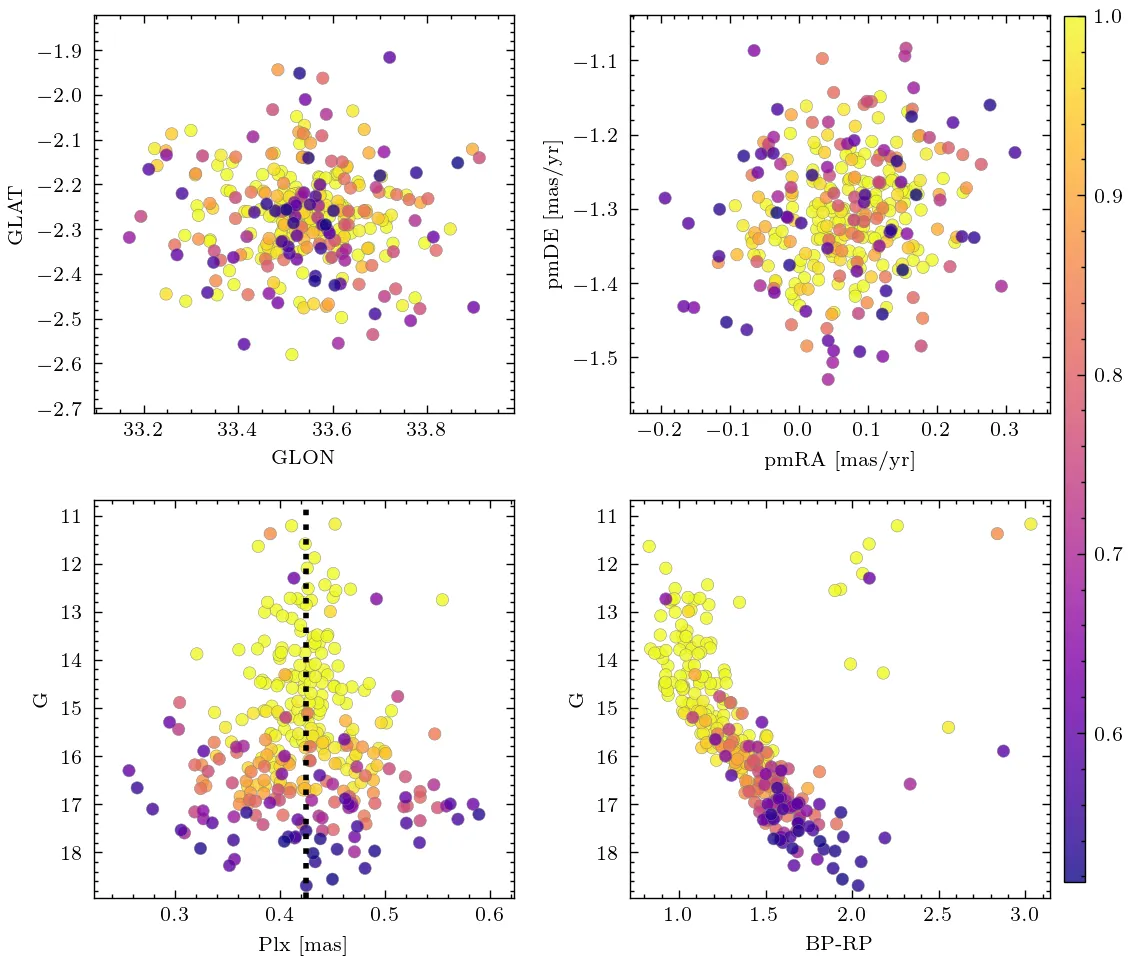 −1.9
−2.0
−2.1
−2.2
−2.3
−2.4
−2.5
−2.6
−2.7
GLAT
33.2 33.4 33.6 33.8
GLON
−1.1
−1.2
−1.3
−1.4
−1.5
pmDE [mas/yr]
−0.2 −0.1 0.0 0.1 0.2 0.3
pmRA [mas/yr]
1.0
0.9
0.8
0.7
0.6
11
12
13
14
15
16
17
18
G
0.3 0.4 0.5 0.6
Plx [mas]
11
12
13
14
15
16
17
18
G
1.0 1.5 2.0 2.5 3.0
BP-RP